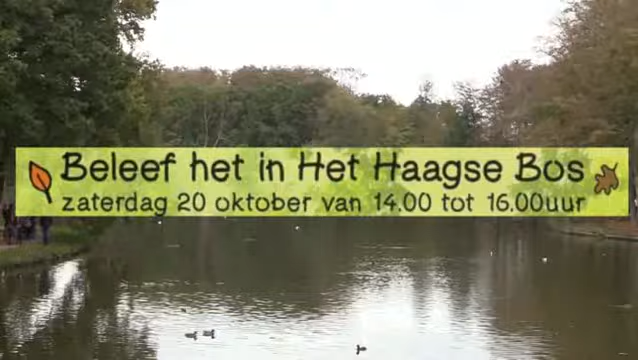 Beleef het in Het Haagse Bos
zaterdag 20 oktober van 14.00 tot 16.00uur